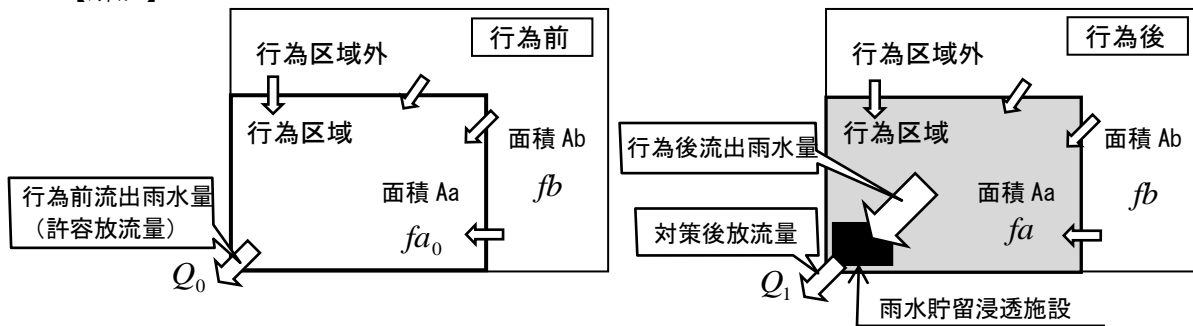 行為前
行為区域外
行為区域
面積 Ab
fb
行為前流出雨水量
（許容放流量）
面積 Aa
fa₀
Q₀
行為後
行為区域外
行為区域
行為後流出雨水量
面積 Ab
fb
面積 Aa
fa
対策後放流量
Q₁
雨水貯留浸透施設